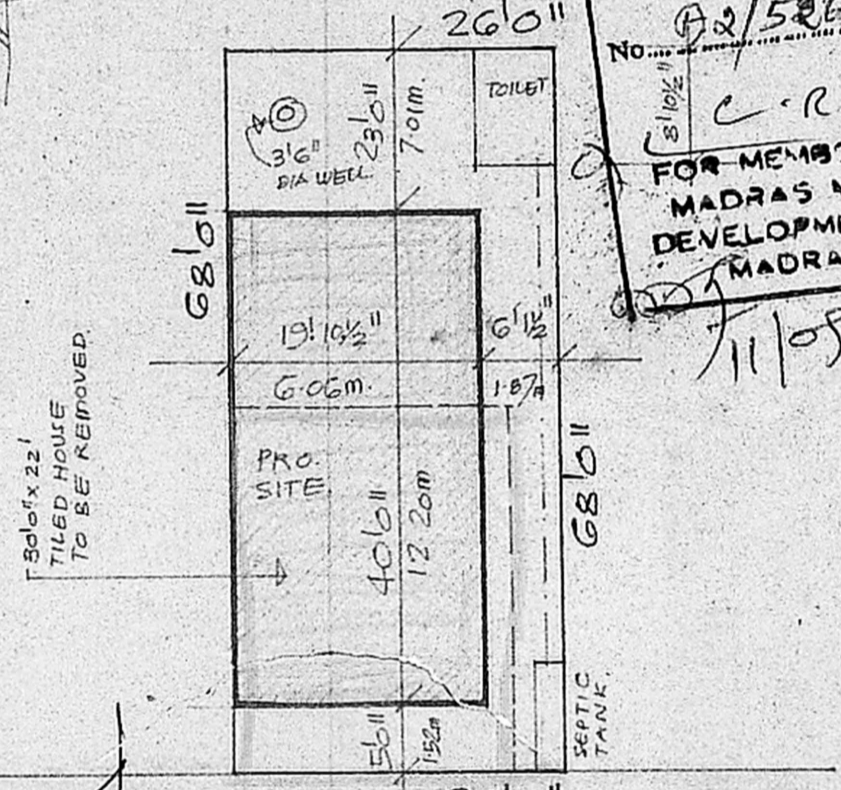 26'0"
No.... A2/526
TOILET
23'0"
7.01m.
8'10½"
C.R
3'6"
DIA WELL
FOR MEMB
MADRAS M
DEVELOPME
MADRA
68'0"
19'10½"
6'1½"
6.06m.
1.87m
11/05
30'0"x22'
TILED HOUSE
TO BE REMOVED.
PRO.
SITE
40'0"
12.20m
68'0"
5'0"
1.52m
SEPTIC
TANK.